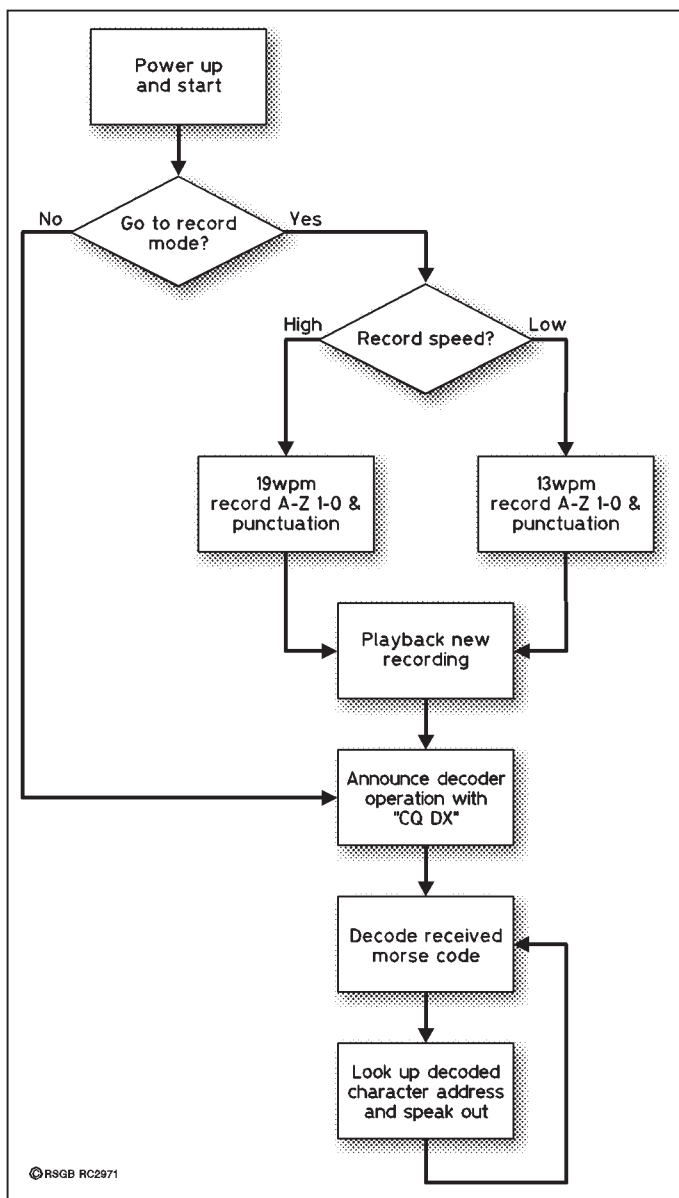 Power up
and start
Go to record
mode?
No
Yes
Record speed?
High
Low
19wpm
record A-Z 1-0 &
punctuation
13wpm
record A-Z 1-0 &
punctuation
Playback new
recording
Announce decoder
operation with
"CQ DX"
Decode received
morse code
Look up decoded
character address
and speak out
©RSGB RC2971